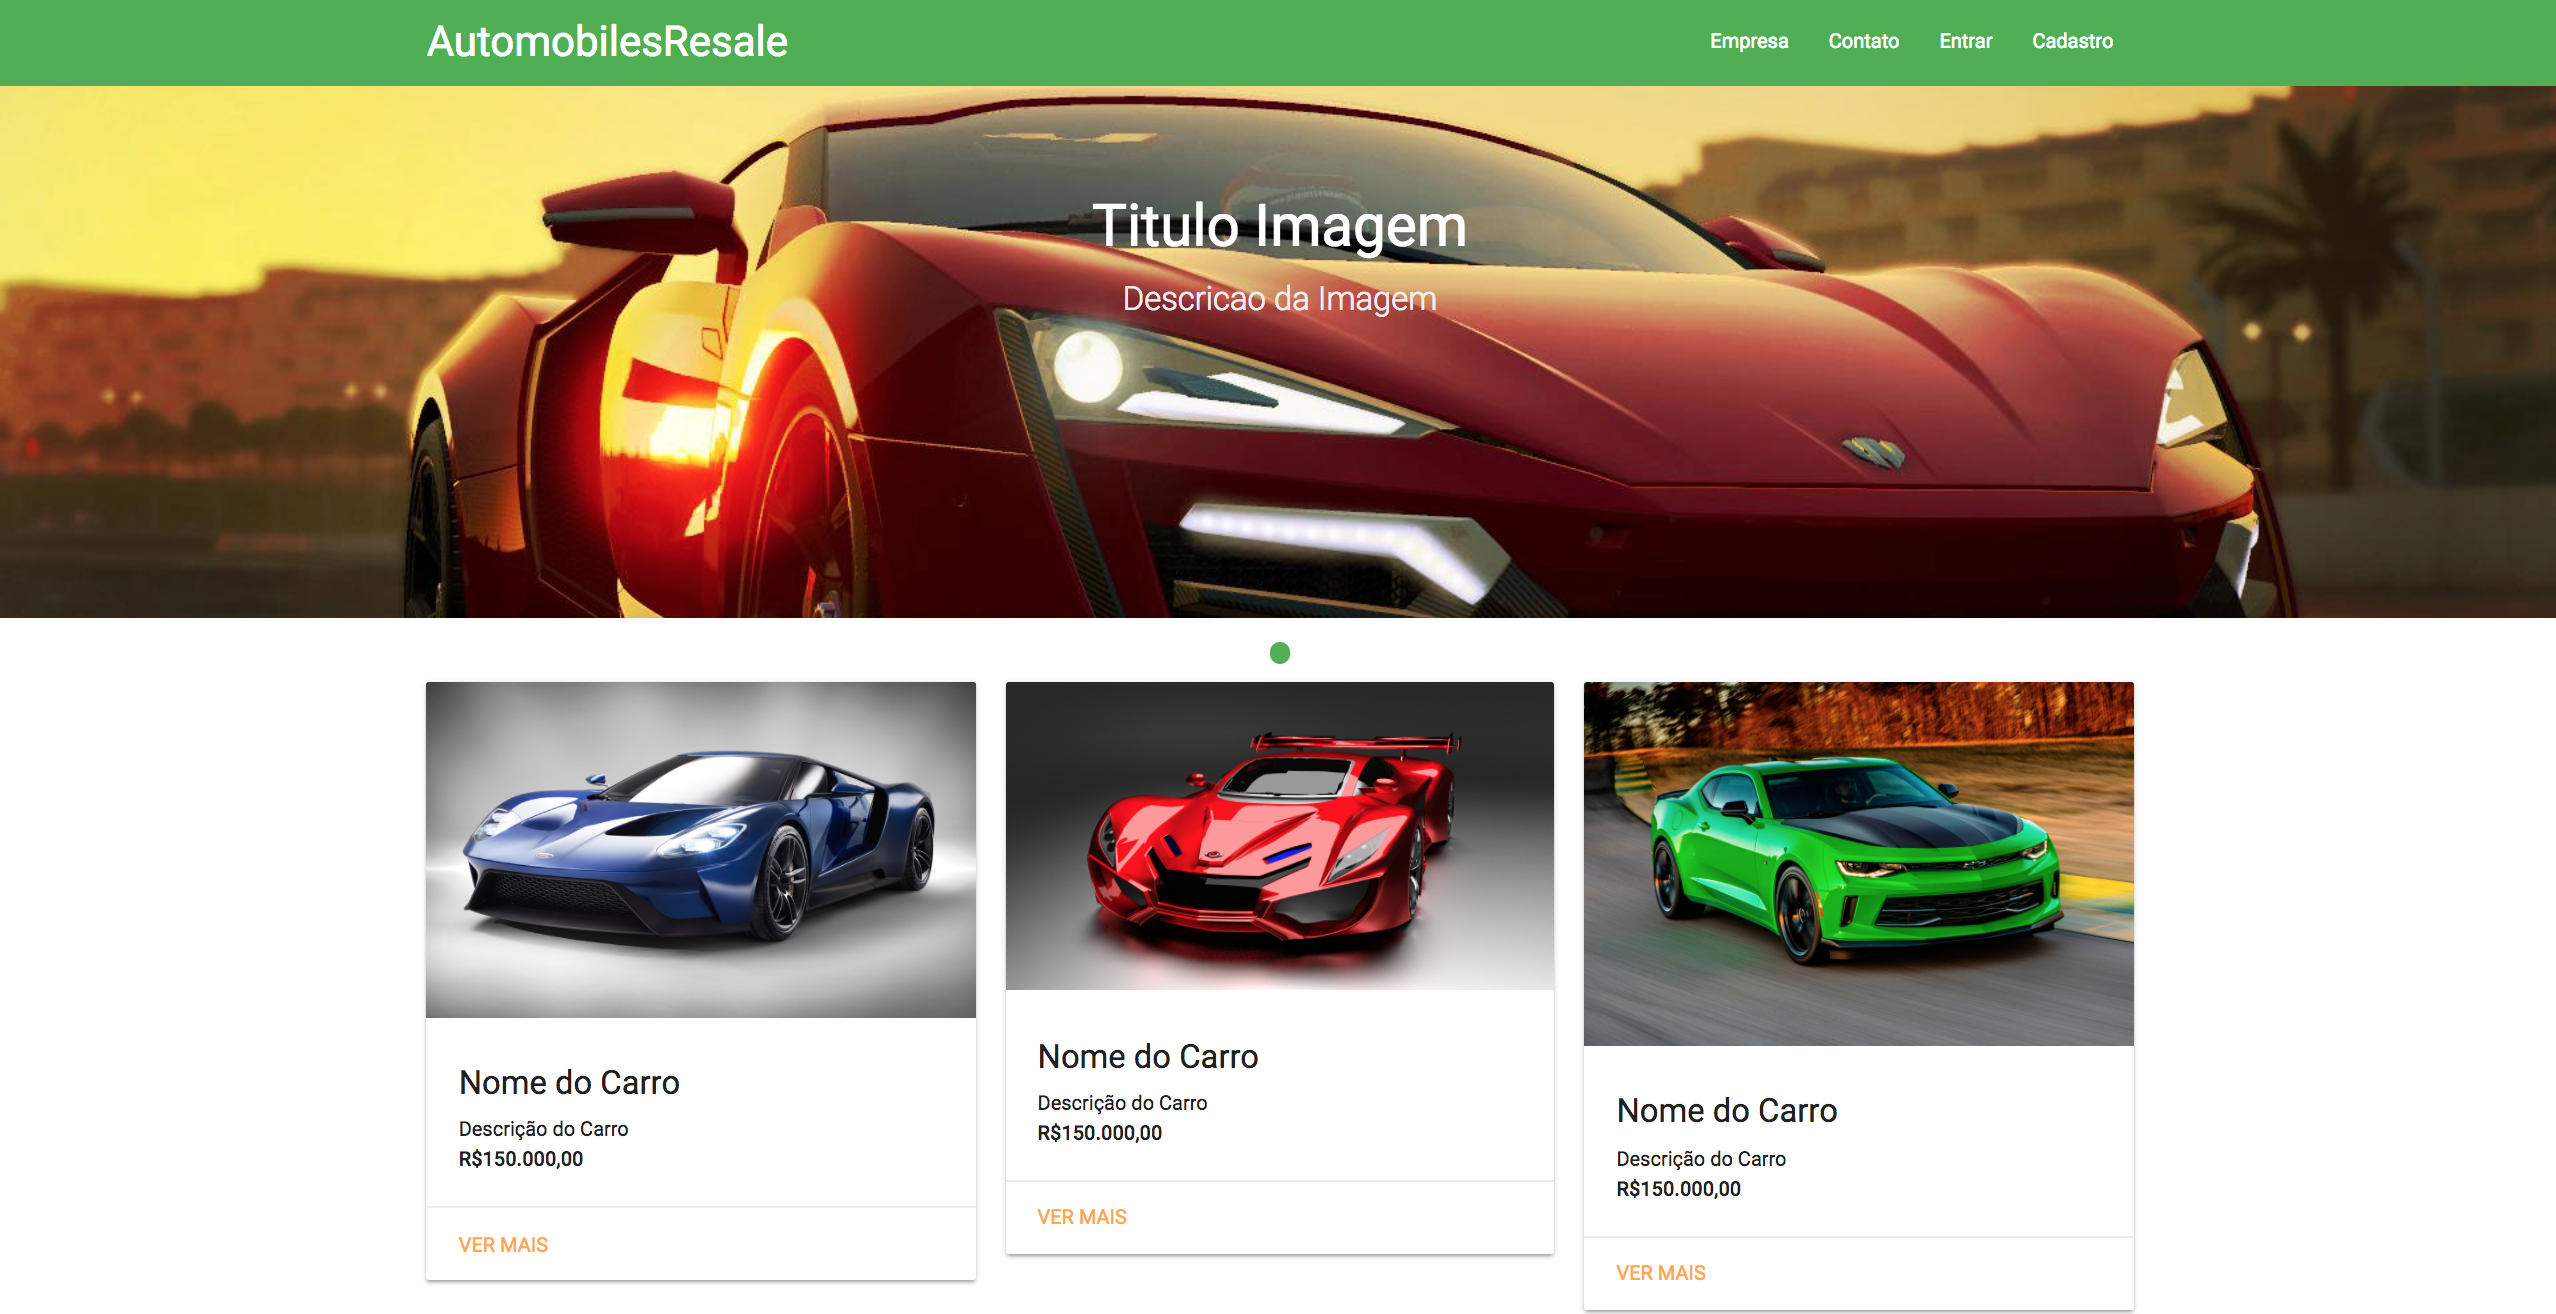 AutomobilesResale
Empresa Contato Entrar Cadastro
Titulo Imagem
Descricao da Imagem
Nome do Carro
Descrição do Carro
R$150.000,00
VER MAIS
Nome do Carro
Descrição do Carro
R$150.000,00
VER MAIS
Nome do Carro
Descrição do Carro
R$150.000,00
VER MAIS